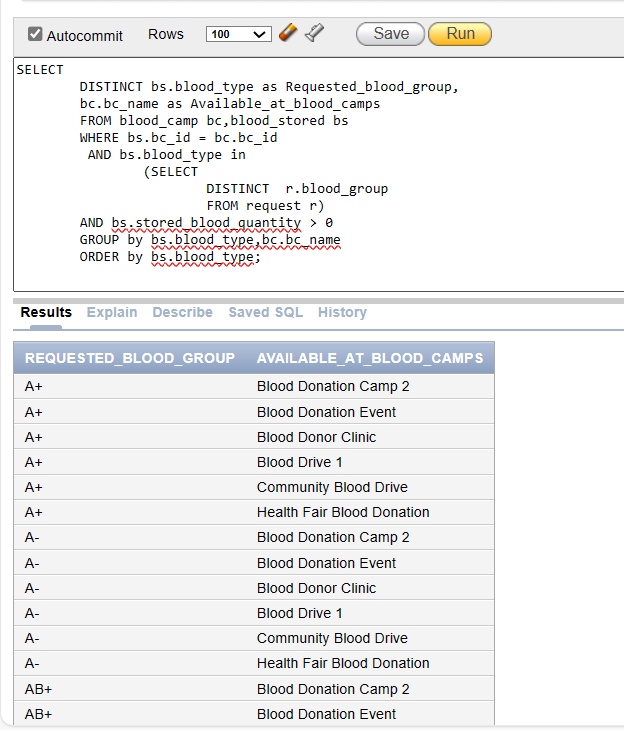 Autocommit Rows 100 Save Run
SELECT
DISTINCT bs.blood_type as Requested_blood_group,
bc.bc_name as Available_at_blood_camps
FROM blood_camp bc,blood_stored bs
WHERE bs.bc_id = bc.bc_id
AND bs.blood_type in
(SELECT
DISTINCT r.blood_group
FROM request r)
AND bs.stored_blood_quantity > 0
GROUP by bs.blood_type,bc.bc_name
ORDER by bs.blood_type;
Results Explain Describe Saved SQL History
REQUESTED_BLOOD_GROUP AVAILABLE_AT_BLOOD_CAMPS
A+ Blood Donation Camp 2
A+ Blood Donation Event
A+ Blood Donor Clinic
A+ Blood Drive 1
A+ Community Blood Drive
A+ Health Fair Blood Donation
A- Blood Donation Camp 2
A- Blood Donation Event
A- Blood Donor Clinic
A- Blood Drive 1
A- Community Blood Drive
A- Health Fair Blood Donation
AB+ Blood Donation Camp 2
AB+ Blood Donation Event